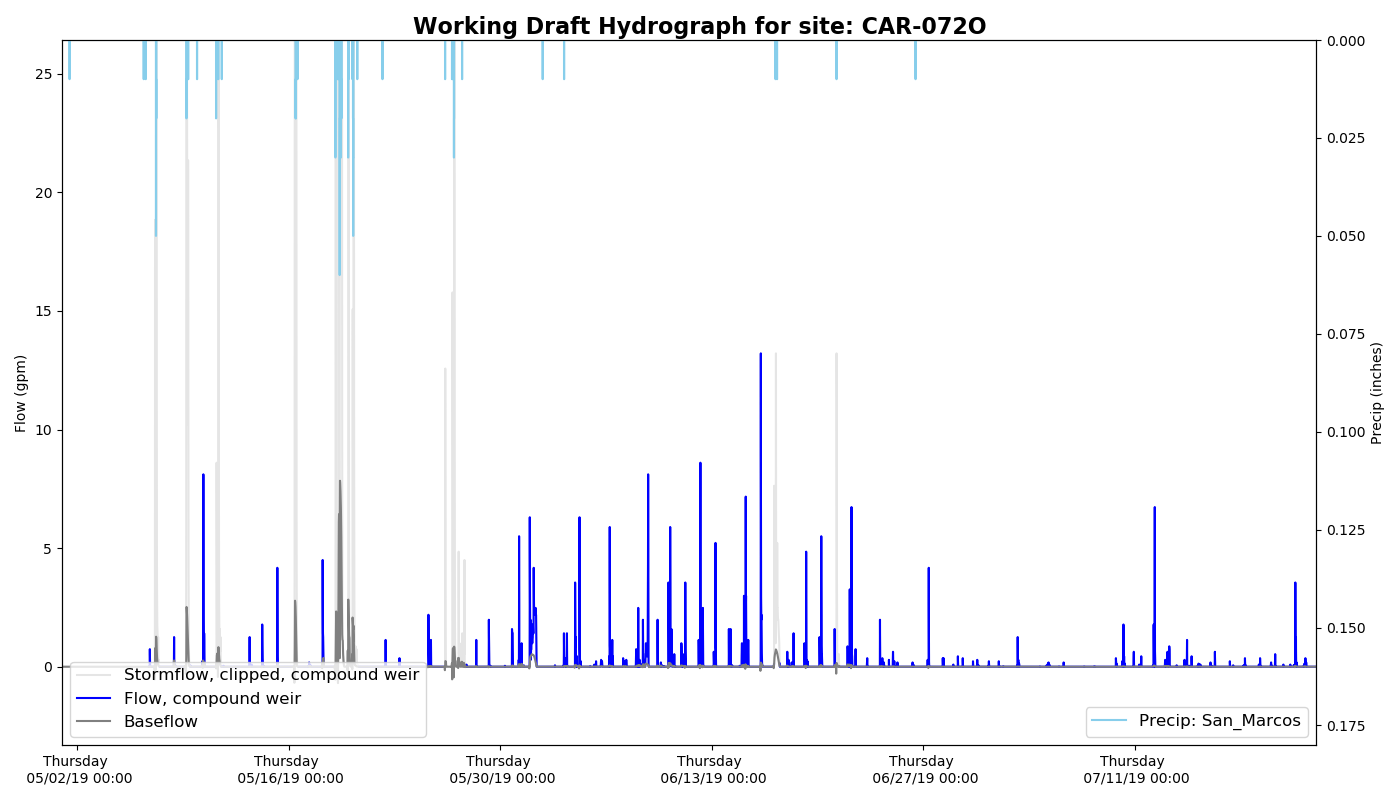 Working Draft Hydrograph for site: CAR-072O
Flow (gpm)
25
20
15
10
5
0
0.000
0.025
0.050
0.075
0.100
0.125
0.150
0.175
Precip (inches)
Stormflow, clipped, compound weir
Flow, compound weir
Baseflow
Precip: San_Marcos
Thursday
05/02/19 00:00
Thursday
05/16/19 00:00
Thursday
05/30/19 00:00
Thursday
06/13/19 00:00
Thursday
06/27/19 00:00
Thursday
07/11/19 00:00